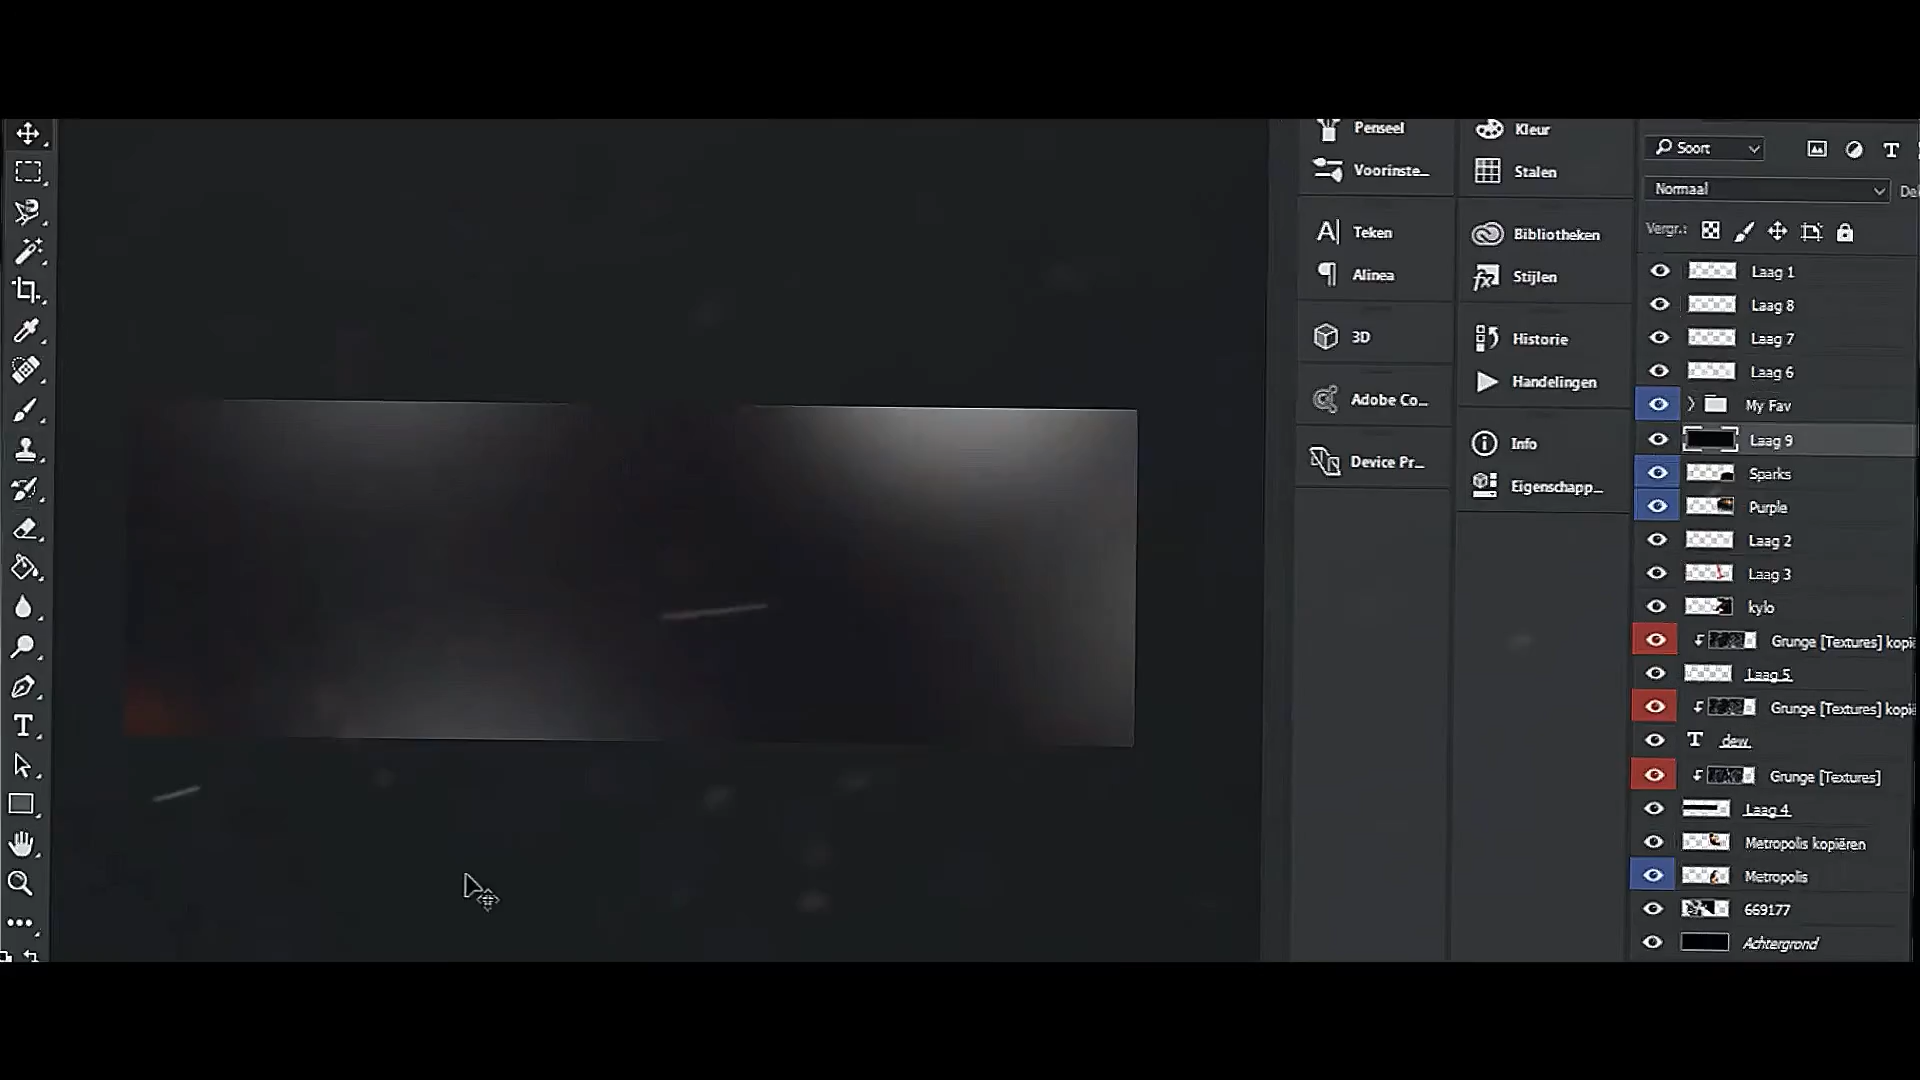 Penseel
Voorinste...
Teken
Alinea
3D
Adobe Co...
Device Pr...
Kleur
Stalen
Bibliotheken
Stijlen
Historie
Handelingen
Info
Eigenschapp...
Soort
Normaal
Vergr.:
Laag 1
Laag 8
Laag 7
Laag 6
My Fav
Laag 9
Sparks
Purple
Laag 2
Laag 3
kylo
Grunge [Textures] kopië
Laag 5
Grunge [Textures] kopië
dew.
Grunge [Textures]
Laag 4
Metropolis kopiëren
Metropolis
669177
Achtergrond